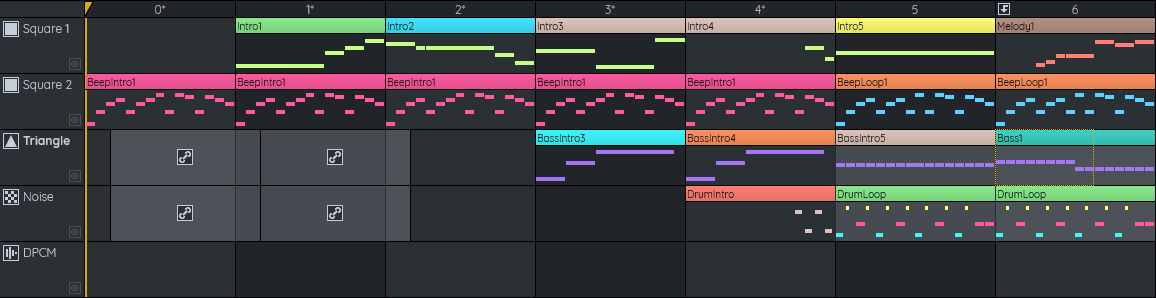 0* 1* 2* 3* 4* 5 6
Square 1 Intro1 Intro2 Intro3 Intro4 Intro5 Melody1
Square 2 BeepIntro1 BeepIntro1 BeepIntro1 BeepIntro1 BeepIntro1 BeepLoop1 BeepLoop1
Triangle BassIntro3 BassIntro4 BassIntro5 Bass1
Noise DrumIntro DrumLoop DrumLoop
DPCM